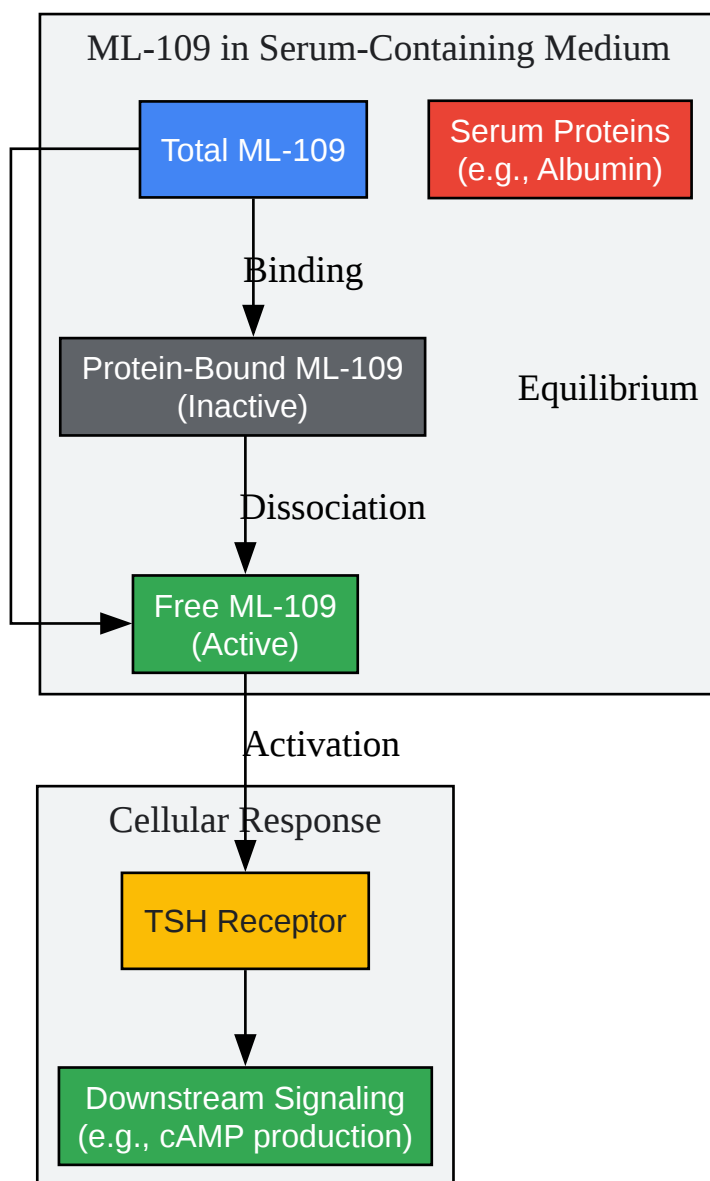 ML-109 in Serum-Containing Medium
Total ML-109
Serum Proteins
(e.g., Albumin)
Binding
Protein-Bound ML-109
(Inactive)
Equilibrium
Dissociation
Free ML-109
(Active)
Activation
Cellular Response
TSH Receptor
Downstream Signaling
(e.g., cAMP production)